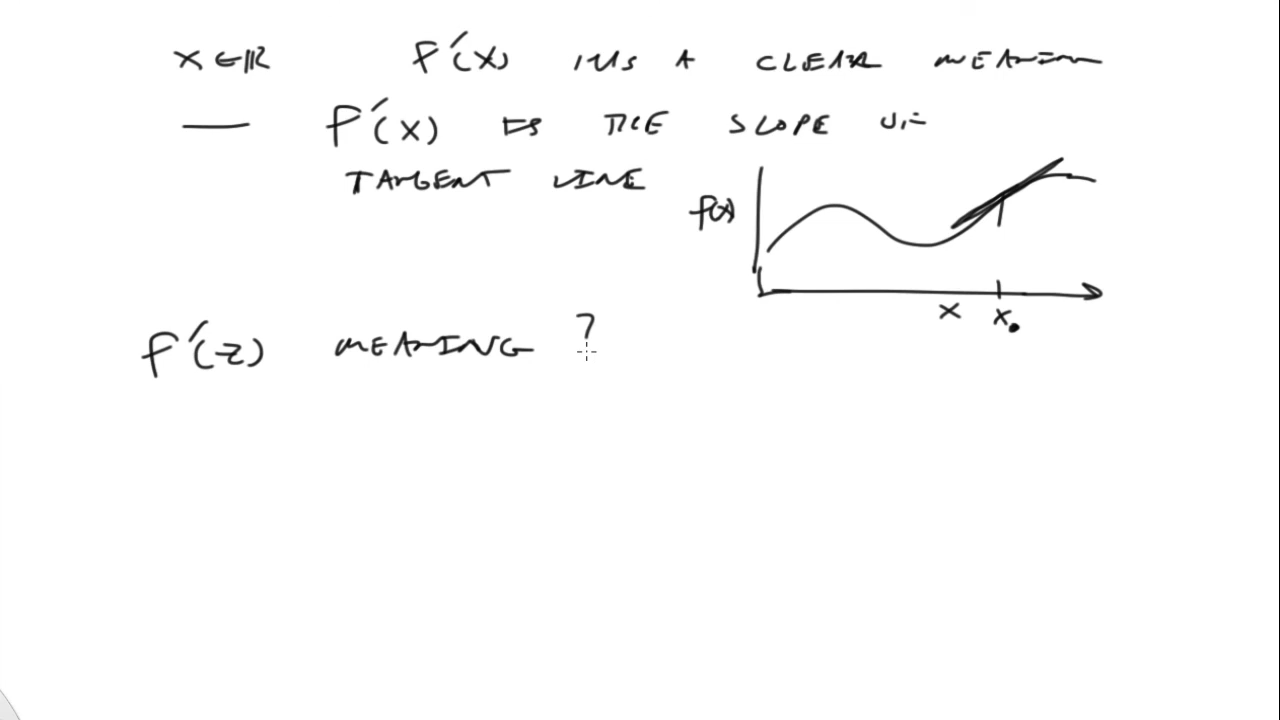 x ∈ ℝ f'(x) HAS A CLEAR MEANING
— f'(x) IS THE SLOPE OF
TANGENT LINE
f(x)
x x₀
f'(z) MEANING ?